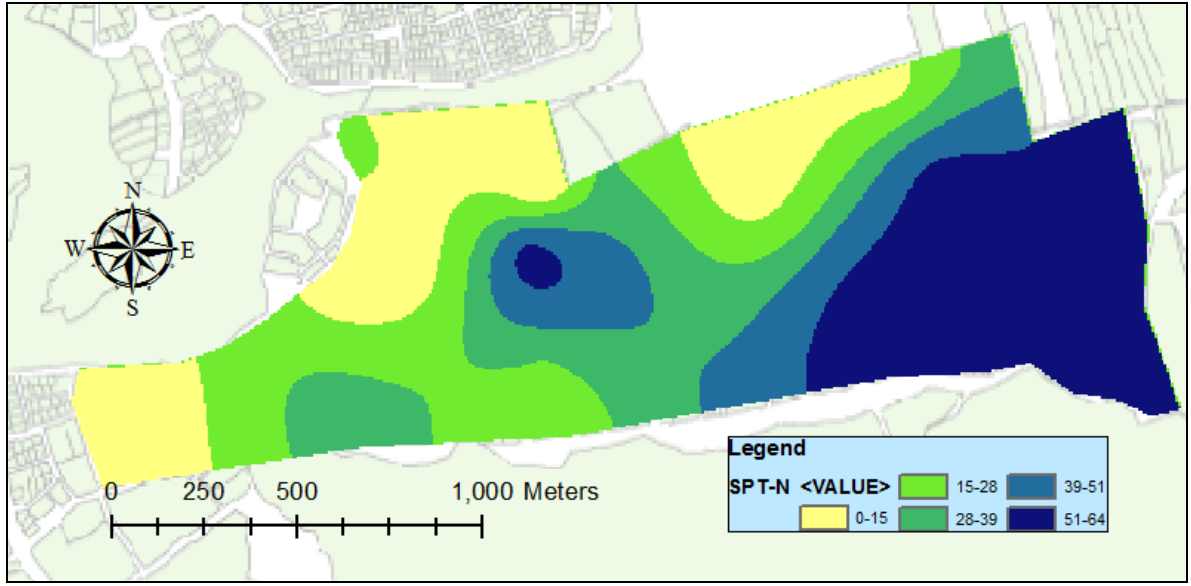 N
W E
S
0 250 500 1,000 Meters
Legend
SPT-N <VALUE> 15-28 39-51
0-15 28-39 51-64